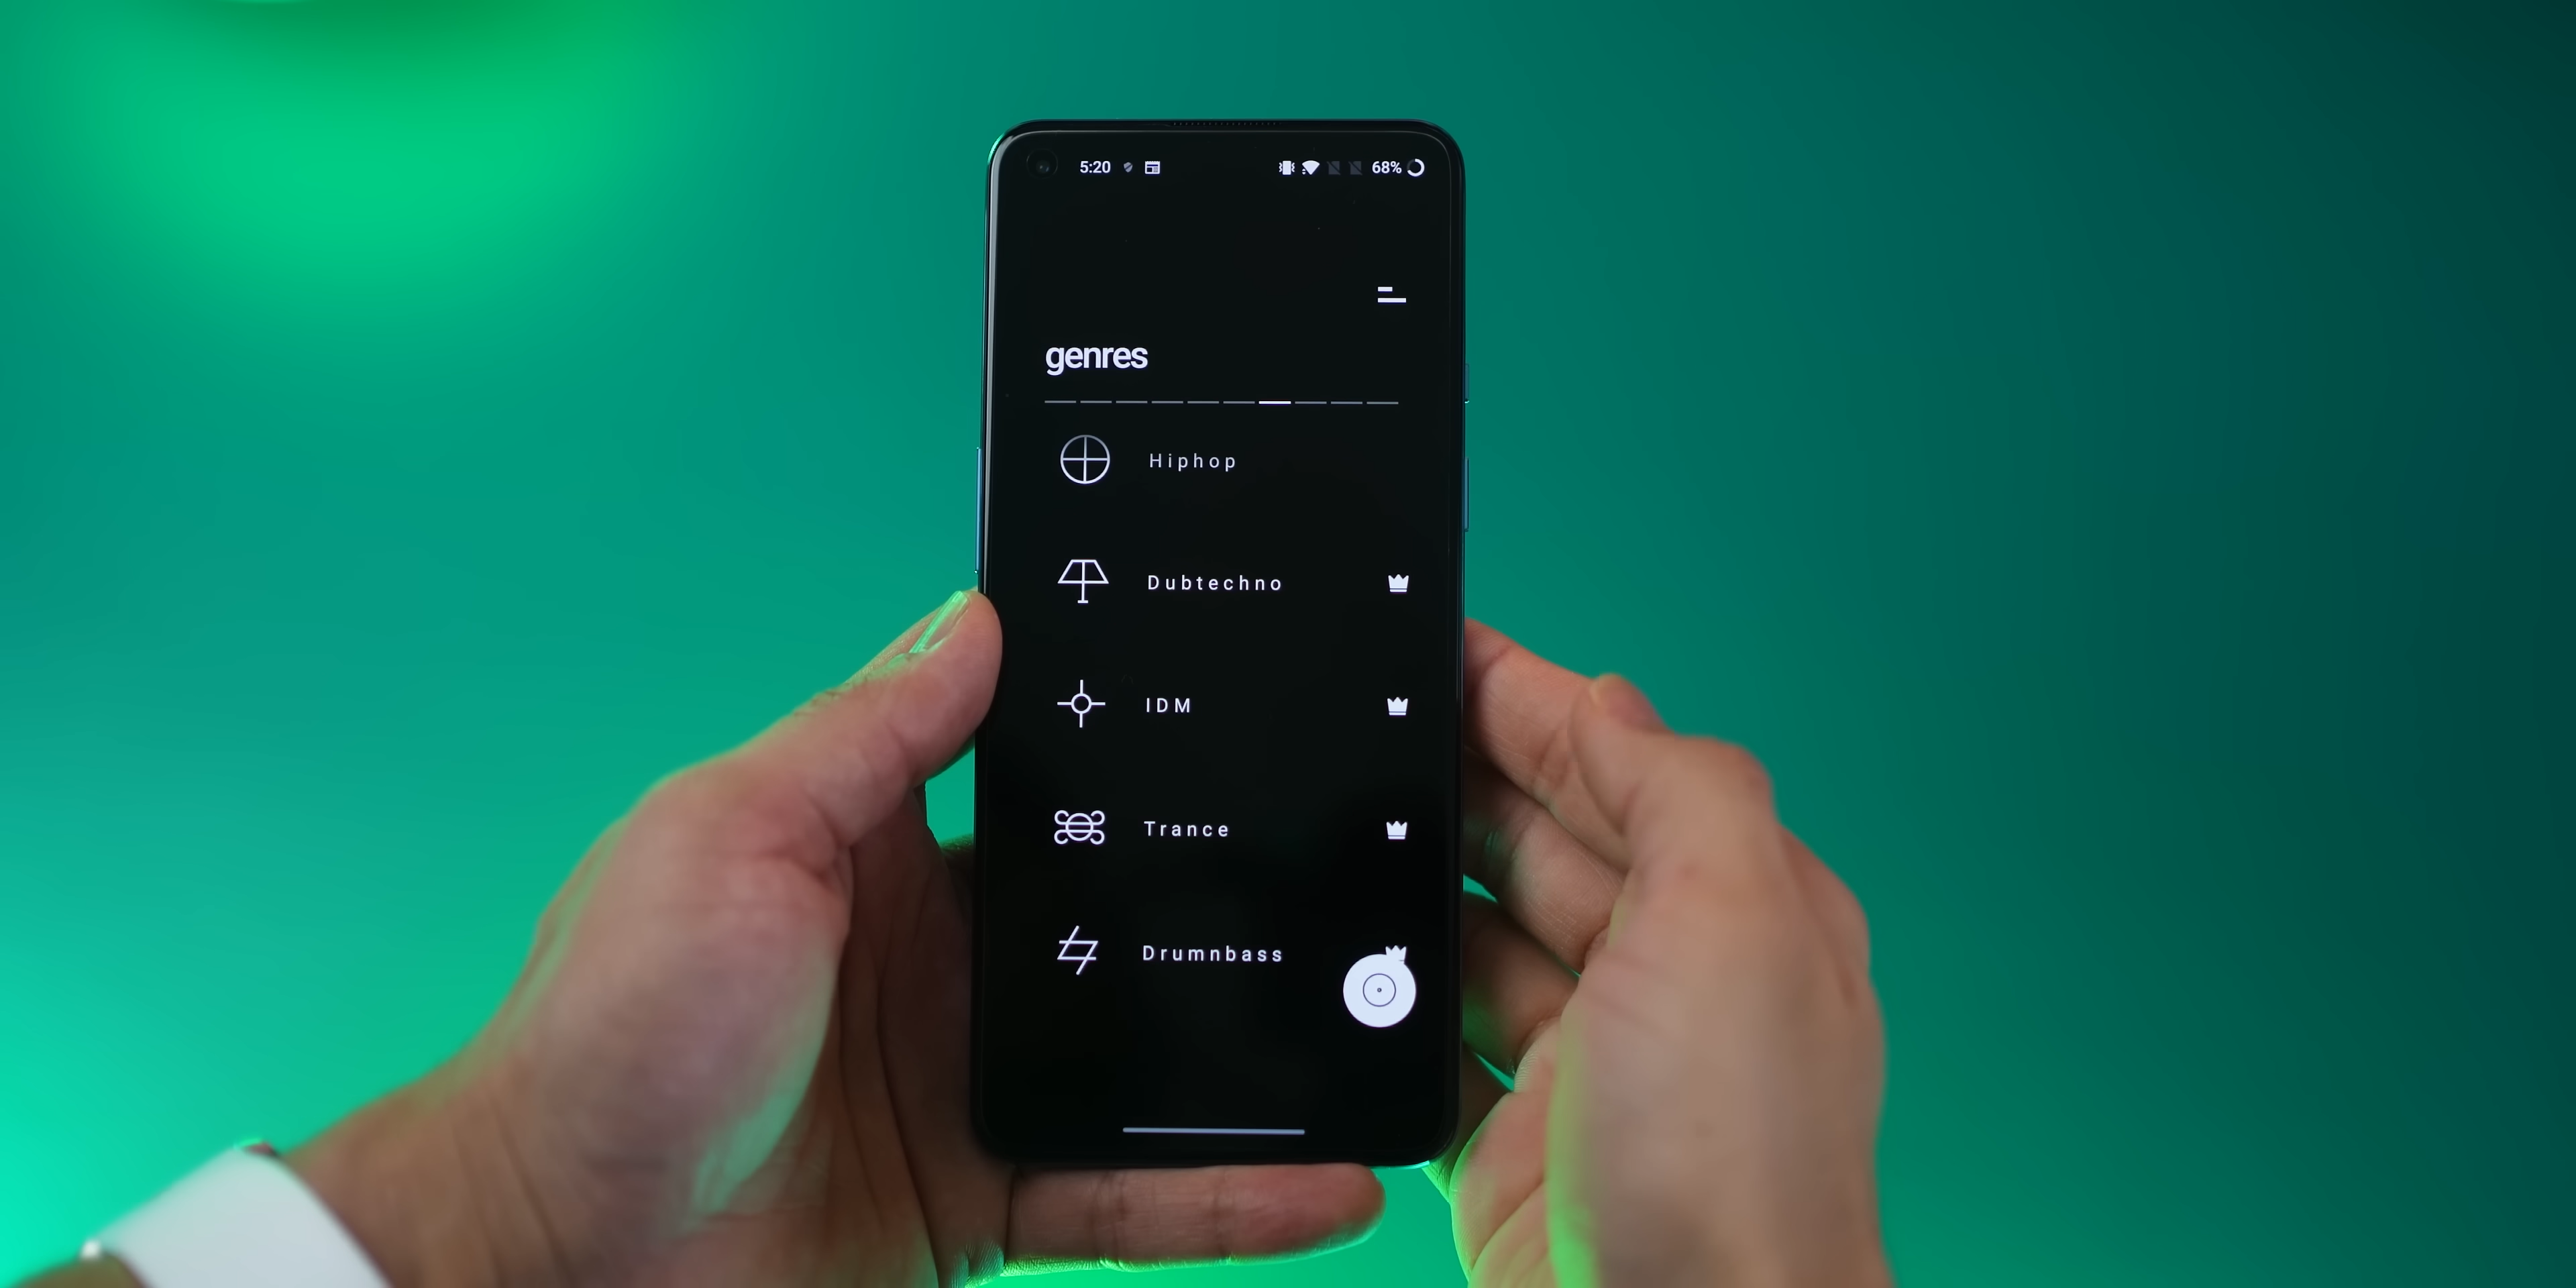 5:20 68%
genres
Hiphop
Dubtechno
IDM
Trance
Drumnbass